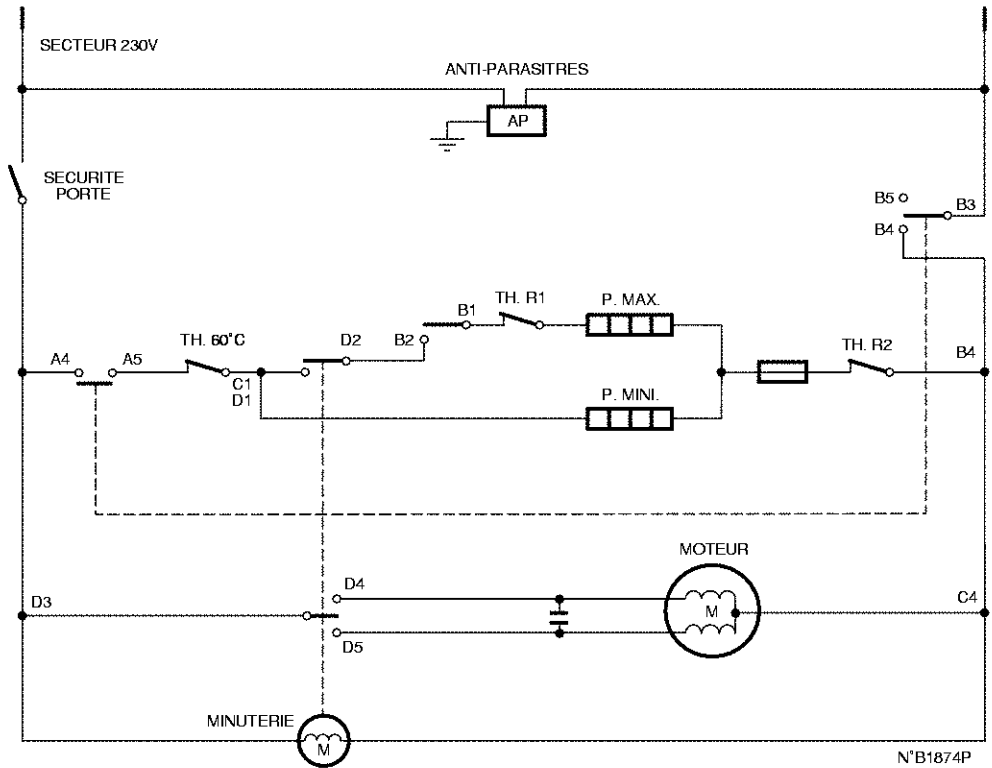 SECTEUR 230V
ANTI-PARASITRES
AP
SECURITE
PORTE
B5
B3
B4
B1
TH. R1
P. MAX.
TH. 60°C
D2
B2
TH. R2
A4
A5
B4
C1
D1
P. MINI.
MOTEUR
D4
D3
M
C4
D5
MINUTERIE
M
N°B1874P